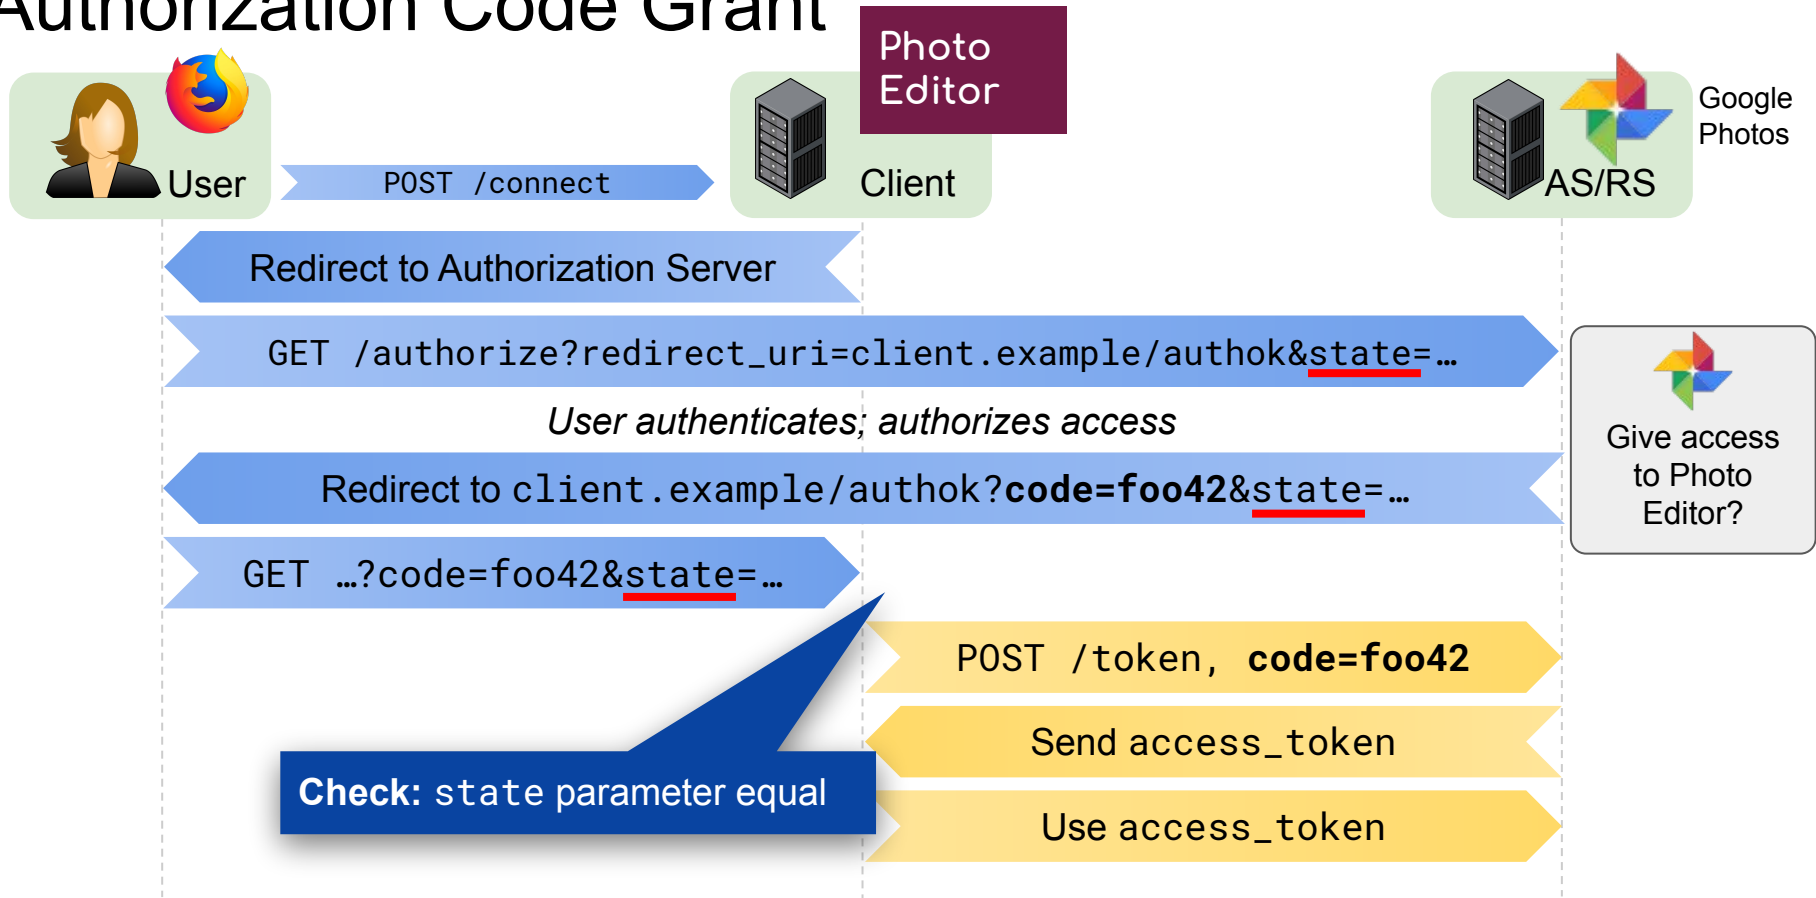 Authorization Code Grant
Photo
Editor
Google
Photos
User
POST /connect
Client
AS/RS
Redirect to Authorization Server
GET /authorize?redirect_uri=client.example/authok&state=…
User authenticates; authorizes access
Give access
to Photo
Editor?
Redirect to client.example/authok?code=foo42&state=…
GET …?code=foo42&state=…
POST /token, code=foo42
Send access_token
Check: state parameter equal
Use access_token